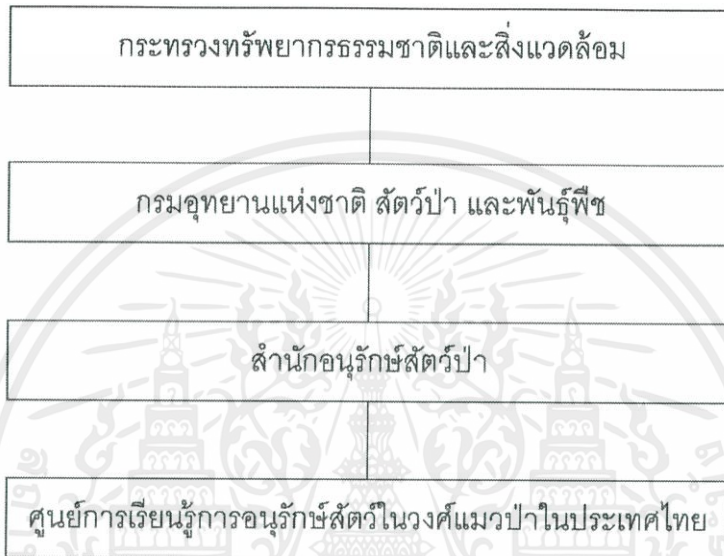 กระทรวงทรัพยากรธรรมชาติและสิ่งแวดล้อม
กรมอุทยานแห่งชาติ สัตว์ป่า และพันธุ์พืช
สำนักอนุรักษ์สัตว์ป่า
ศูนย์การเรียนรู้การอนุรักษ์สัตว์ในวงศ์แมวป่าในประเทศไทย